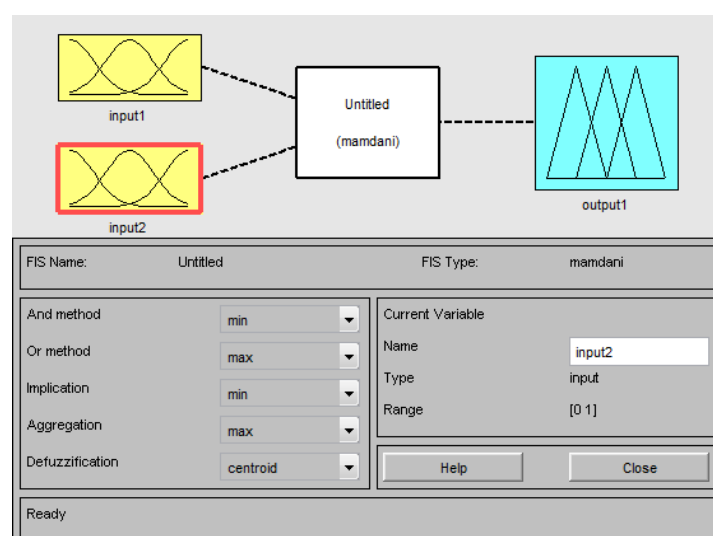 input1
Untitled
(mamdani)
input2
output1
FIS Name: Untitled FIS Type: mamdani
And method min
Or method max
Implication min
Aggregation max
Defuzzification centroid
Current Variable
Name input2
Type input
Range [0 1]
Help Close
Ready